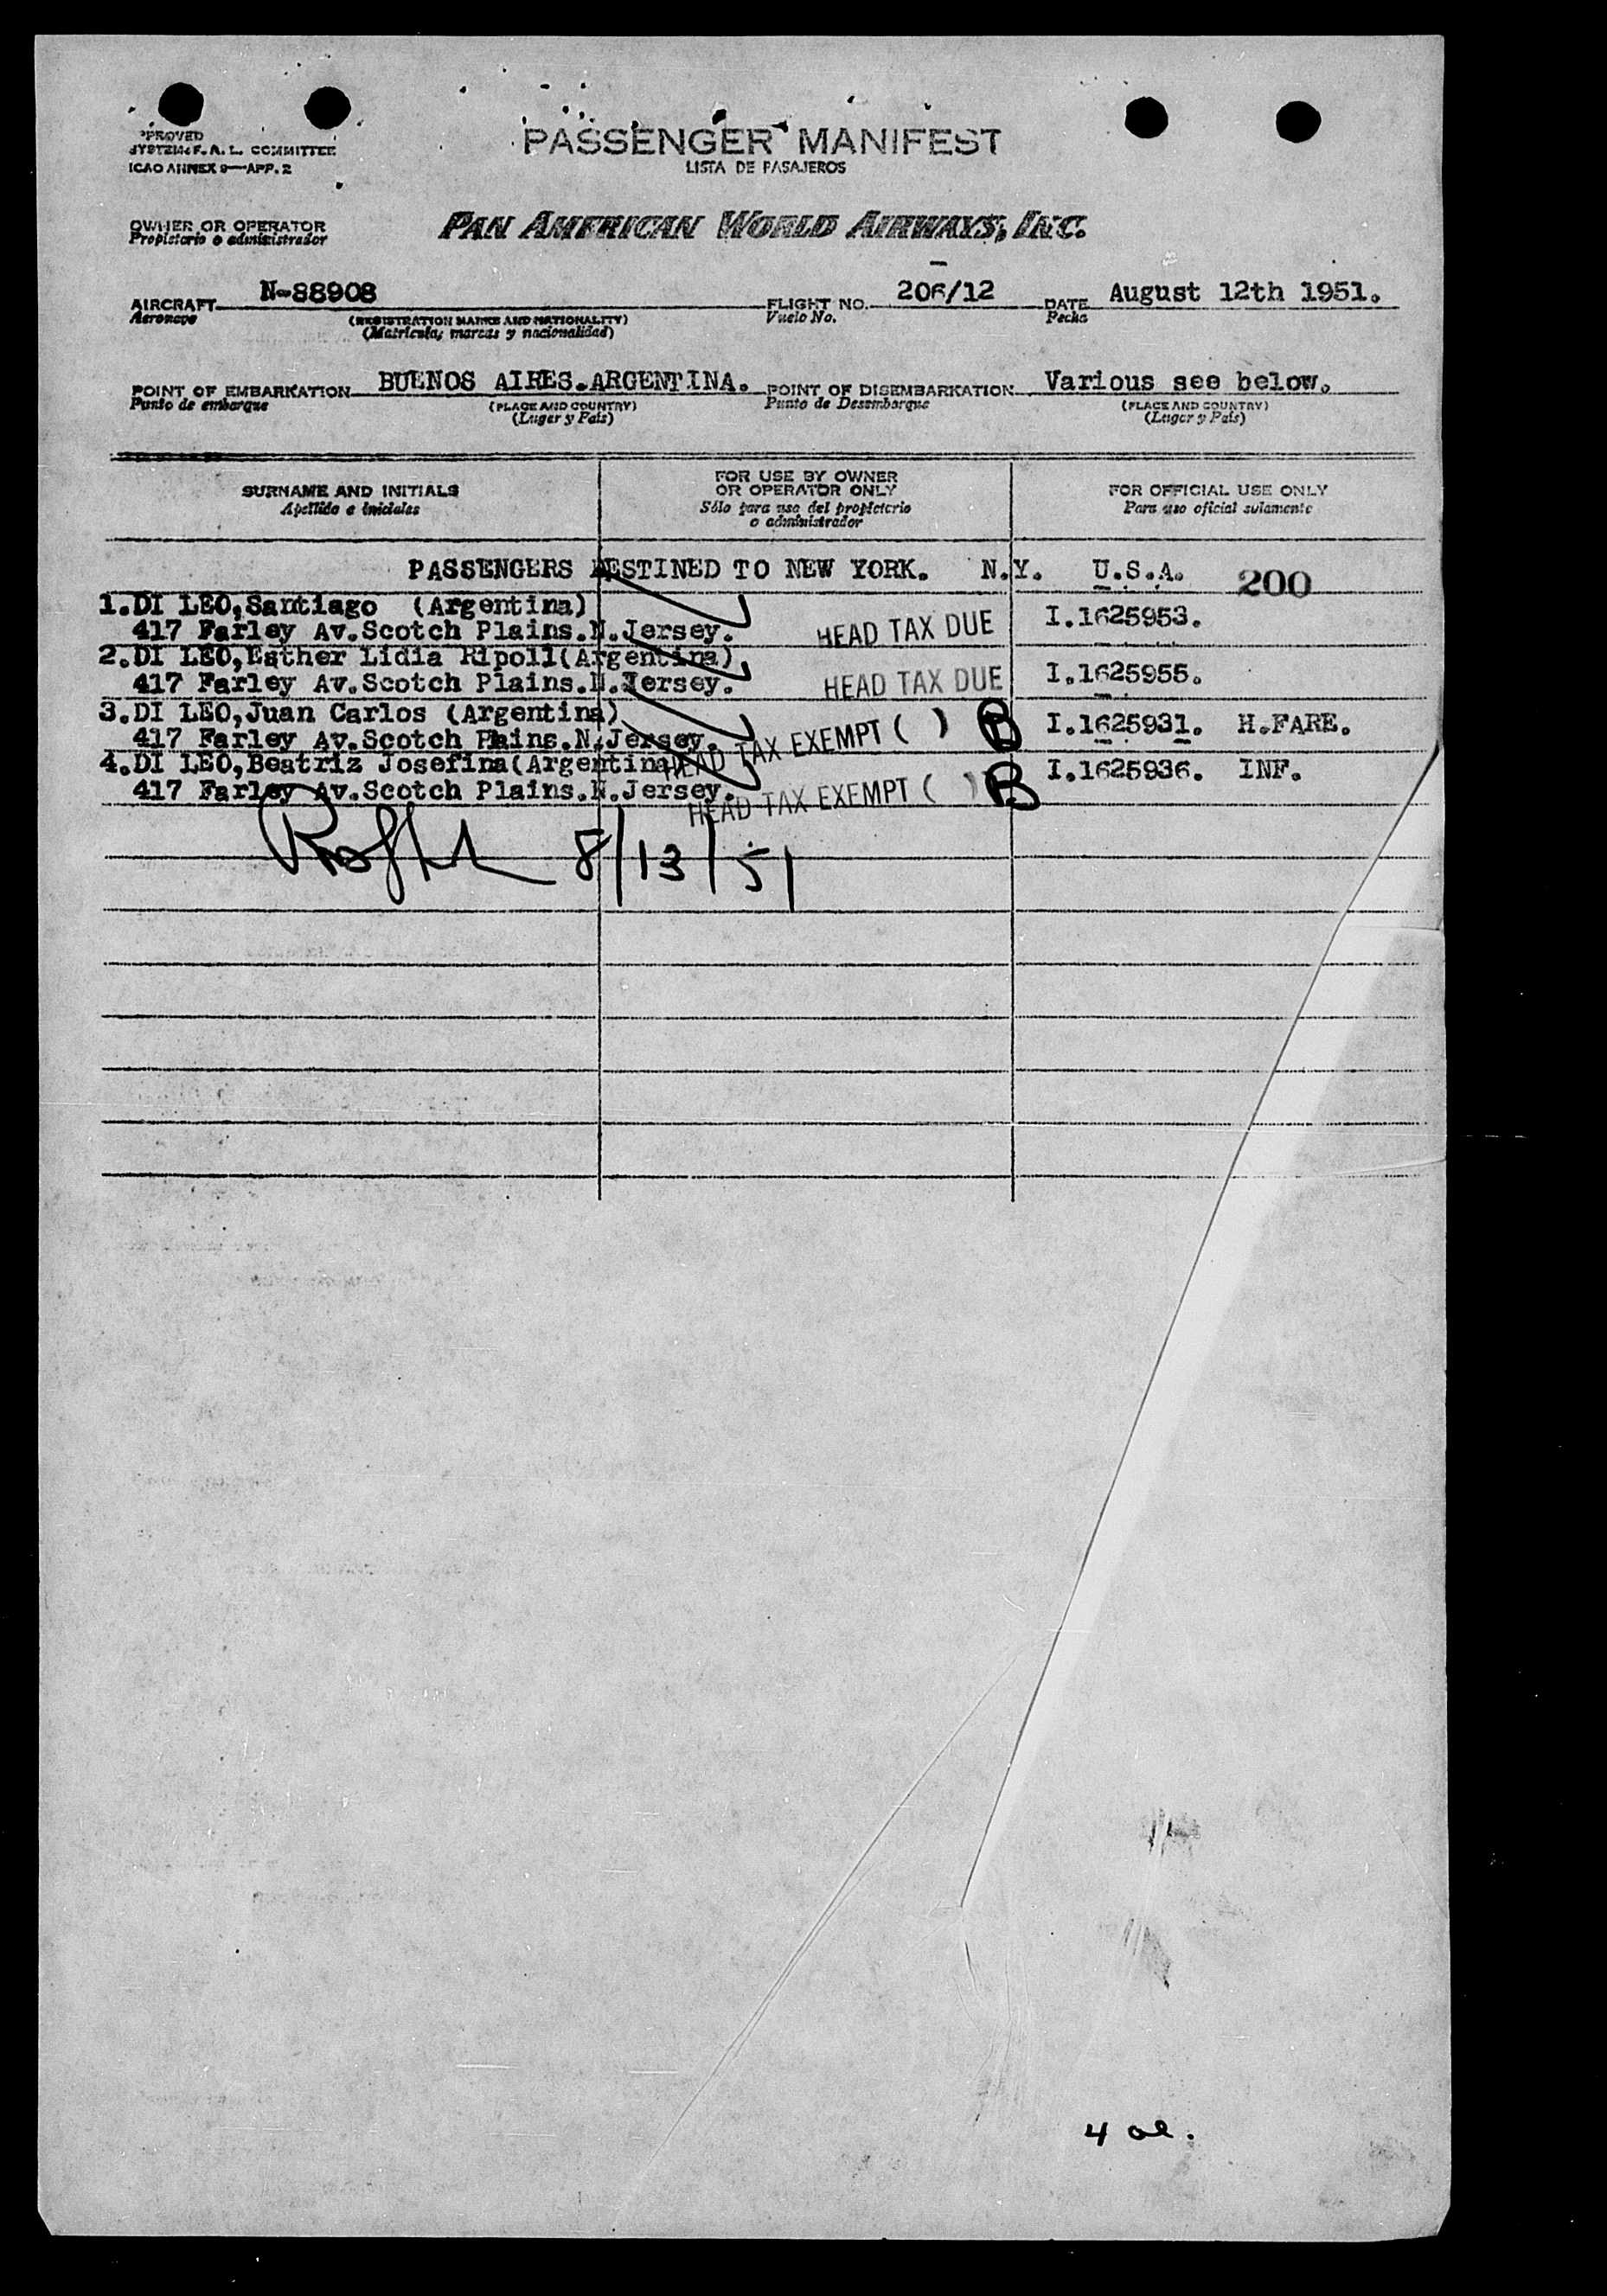 PROVED
SYSTEM F. A. L. COMMITTEE
ICAO ANNEX 9—APP. 2
PASSENGER MANIFEST
LISTA DE PASAJEROS
OWNER OR OPERATOR
Propietario o administrador
PAN AMERICAN WORLD AIRWAYS, INC.
AIRCRAFT N-88908 FLIGHT NO. 206/12 DATE August 12th 1951.
Aeronave (REGISTRATION MARKS AND NATIONALITY) Vuelo No. Fecha
(Matricula; marcas y nacionalidad)
POINT OF EMBARKATION BUENOS AIRES.ARGENTINA. POINT OF DISEMBARKATION Various see below.
Punto de embarque (PLACE AND COUNTRY) Punto de Desembarque (PLACE AND COUNTRY)
(Lugar y País) (Lugar y País)
SURNAME AND INITIALS
Apellido e iniciales
FOR USE BY OWNER
OR OPERATOR ONLY
Sólo para uso del propietario
o administrador
FOR OFFICIAL USE ONLY
Para uso oficial solamente
PASSENGERS DESTINED TO NEW YORK. N.Y. U.S.A. 200
1.DI LEO,Santiago (Argentina)
417 Farley Av.Scotch Plains.N.Jersey. HEAD TAX DUE I.1625953.
2.DI LEO,Esther Lidia Ripoll(Argentina)
417 Farley Av.Scotch Plains.N.Jersey. HEAD TAX DUE I.1625955.
3.DI LEO,Juan Carlos (Argentina)
417 Farley Av.Scotch Plains.N.Jersey. HEAD TAX EXEMPT ( ) B I.1625931. H.FARE.
4.DI LEO,Beatriz Josefina(Argentina)
417 Farley Av.Scotch Plains.N.Jersey. HEAD TAX EXEMPT ( ) B I.1625936. INF.
8/13/51
4